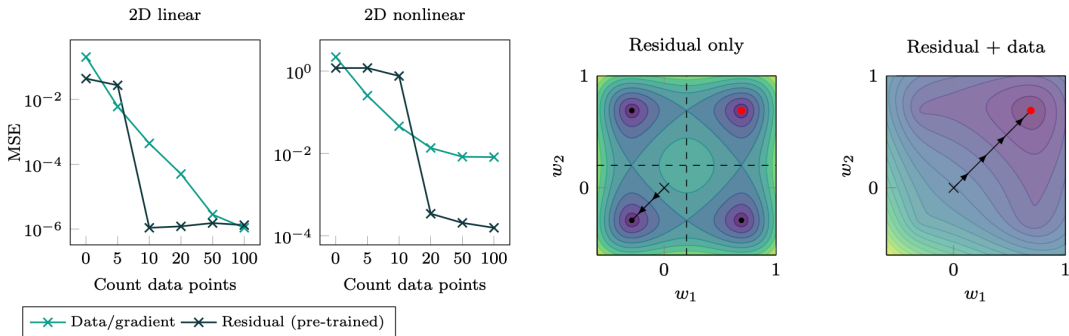 2D linear
2D nonlinear
Residual only
Residual + data
MSE
10⁻²
10⁻⁴
10⁻⁶
0 5 10 20 50 100
Count data points
10⁰
10⁻²
10⁻⁴
0 5 10 20 50 100
Count data points
w₂
1
0
0 1
w₁
w₂
1
0
0 1
w₁
Data/gradient Residual (pre-trained)